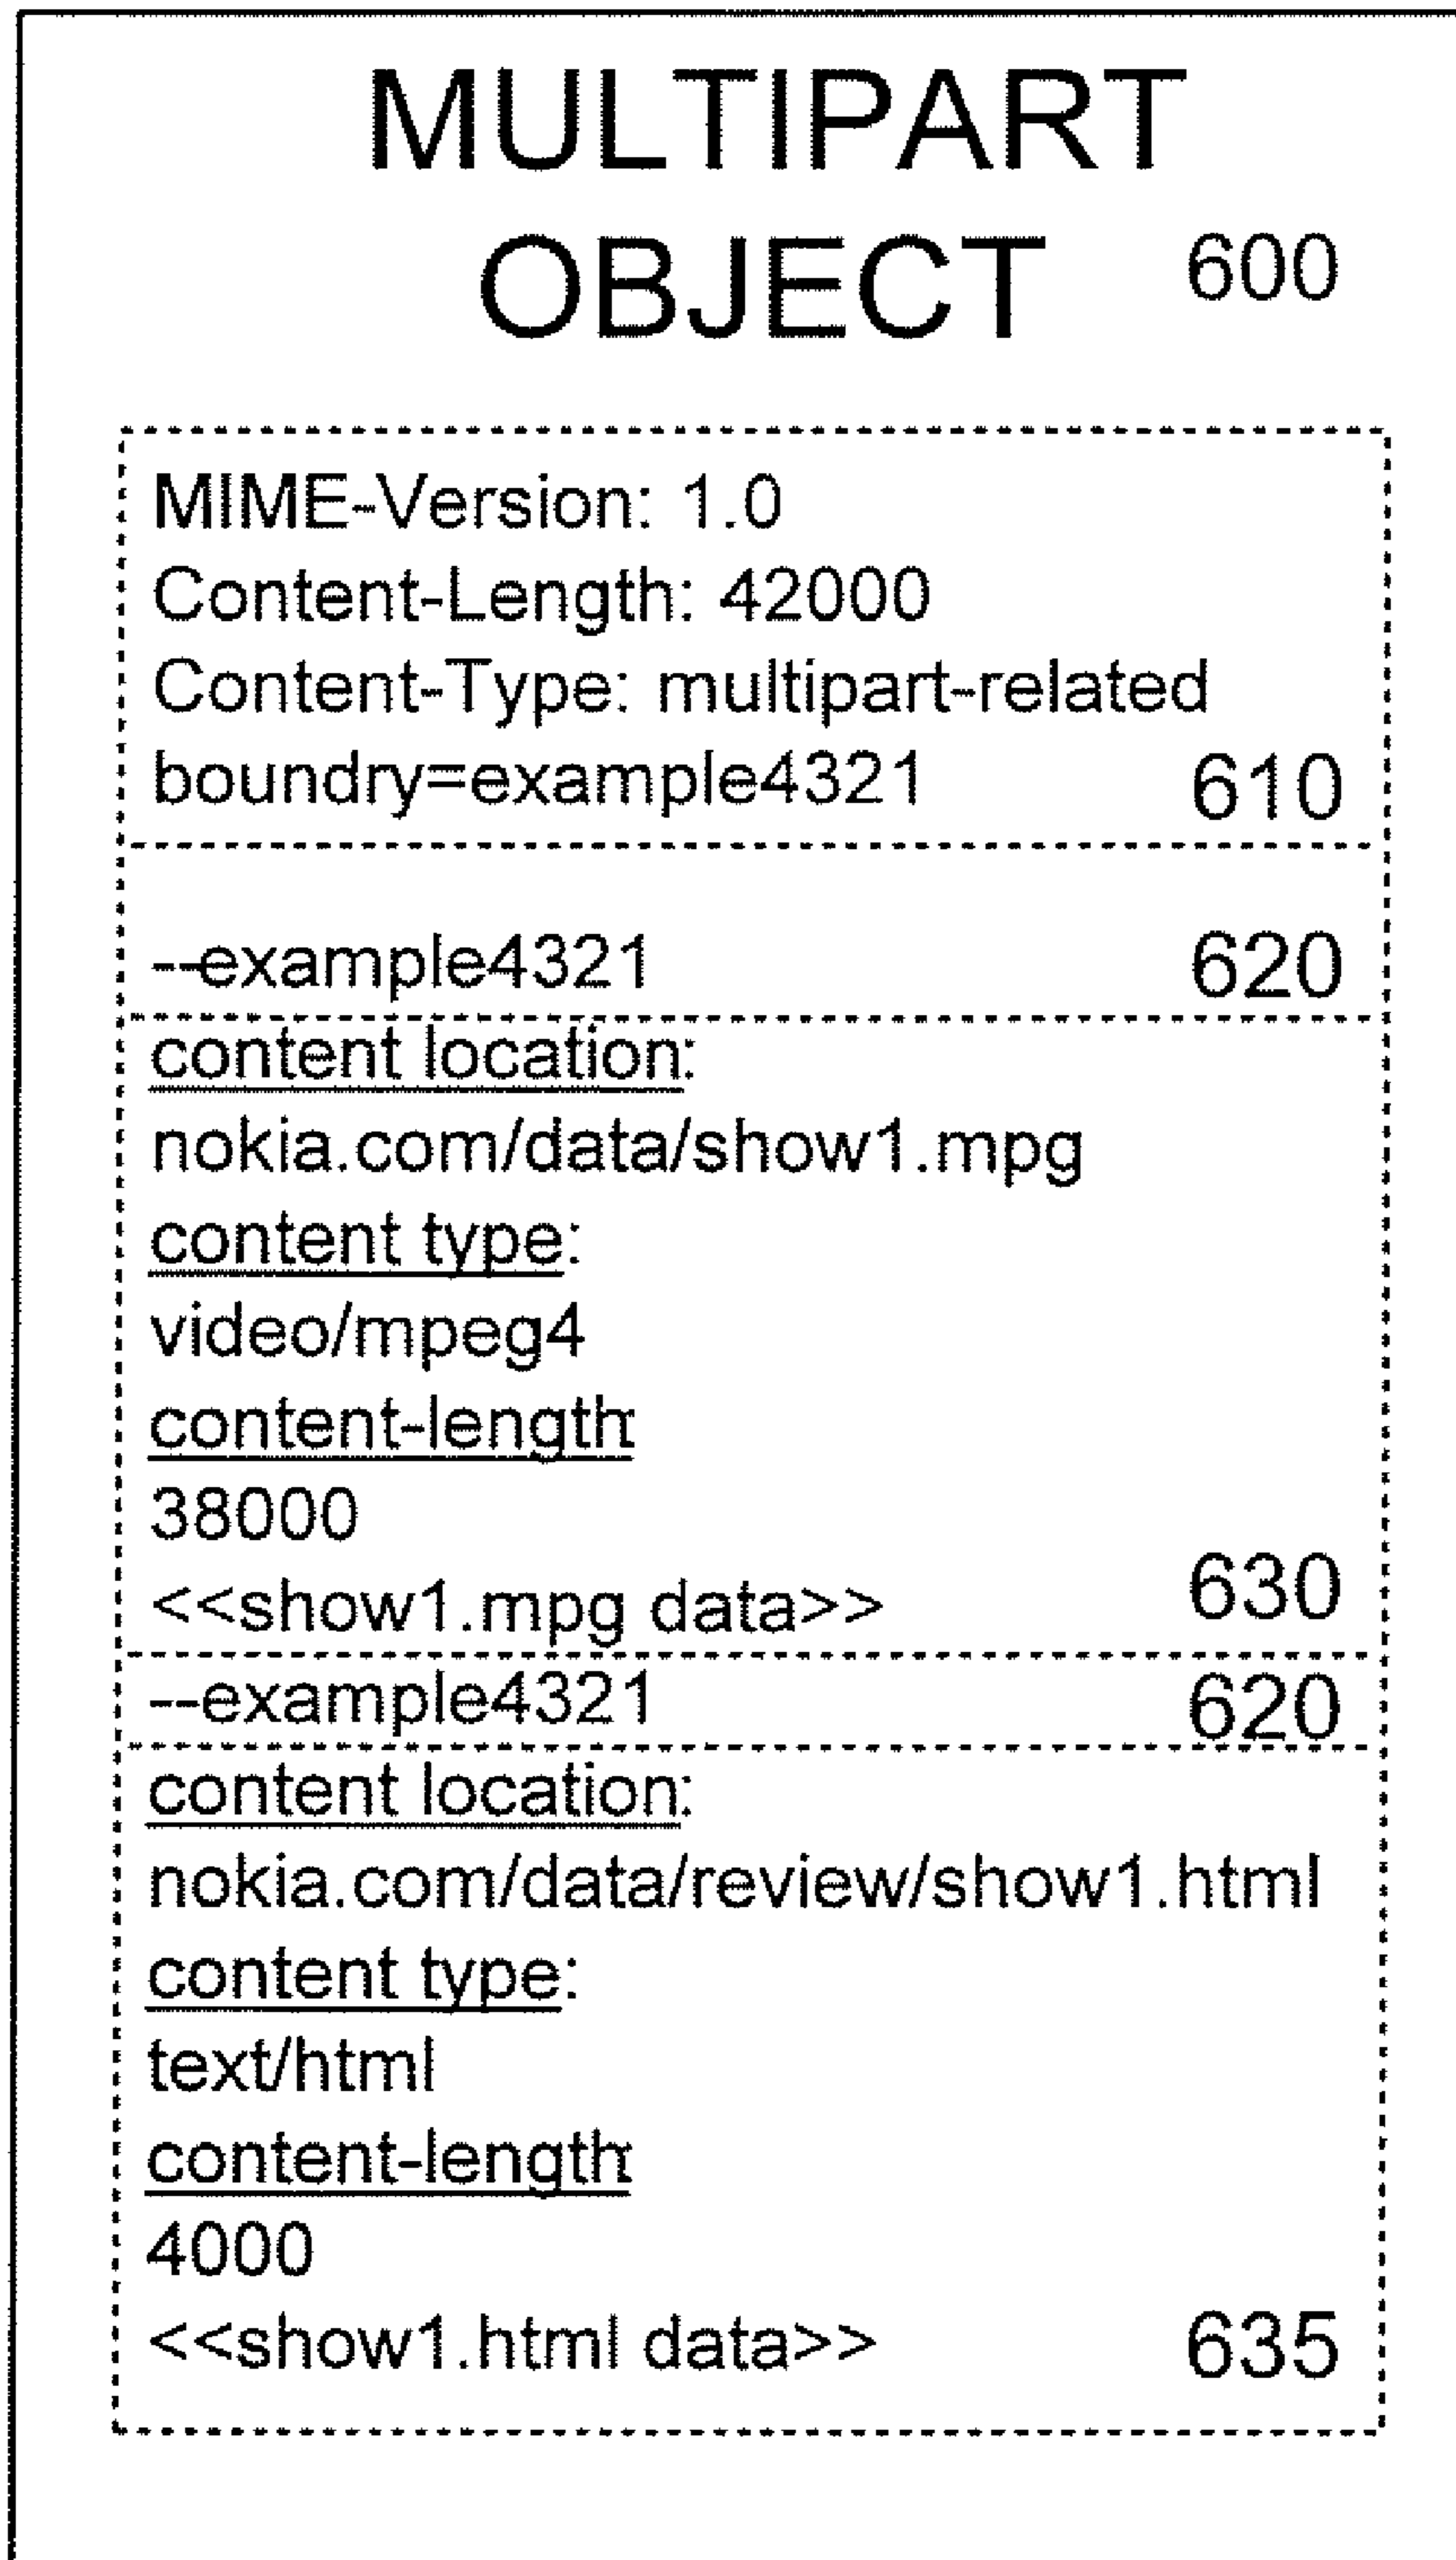 MULTIPART
OBJECT 600
MIME-Version: 1.0
Content-Length: 42000
Content-Type: multipart-related
boundry=example4321 610
--example4321 620
content location:
nokia.com/data/show1.mpg
content type:
video/mpeg4
content-length:
38000
<<show1.mpg data>> 630
--example4321 620
content location:
nokia.com/data/review/show1.html
content type:
text/html
content-length:
4000
<<show1.html data>> 635